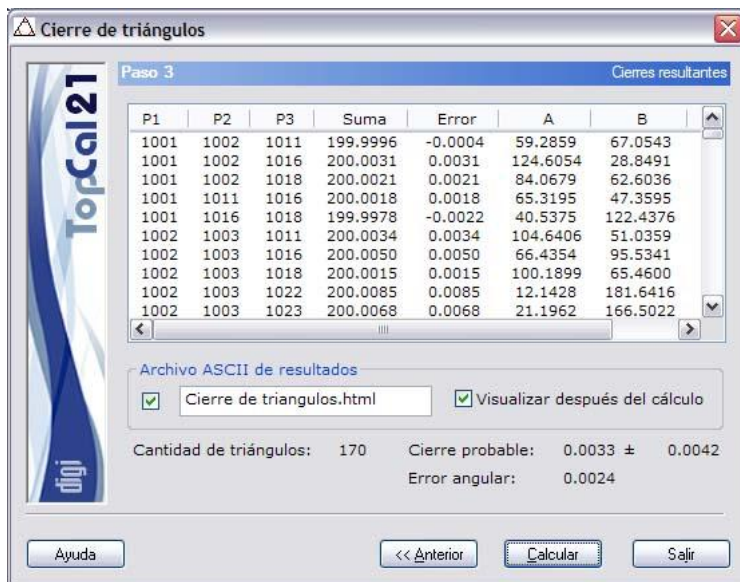 Cierre de triángulos
TopCal21
digi
Paso 3 Cierres resultantes
P1 P2 P3 Suma Error A B
1001 1002 1011 199.9996 -0.0004 59.2859 67.0543
1001 1002 1016 200.0031 0.0031 124.6054 28.8491
1001 1002 1018 200.0021 0.0021 84.0679 62.6036
1001 1011 1016 200.0018 0.0018 65.3195 47.3595
1001 1016 1018 199.9978 -0.0022 40.5375 122.4376
1002 1003 1011 200.0034 0.0034 104.6406 51.0359
1002 1003 1016 200.0050 0.0050 66.4354 95.5341
1002 1003 1018 200.0015 0.0015 100.1899 65.4600
1002 1003 1022 200.0085 0.0085 12.1428 181.6416
1002 1003 1023 200.0068 0.0068 21.1962 166.5022
Archivo ASCII de resultados
Cierre de triangulos.html Visualizar después del cálculo
Cantidad de triángulos: 170 Cierre probable: 0.0033 ± 0.0042
Error angular: 0.0024
Ayuda << Anterior Calcular Salir